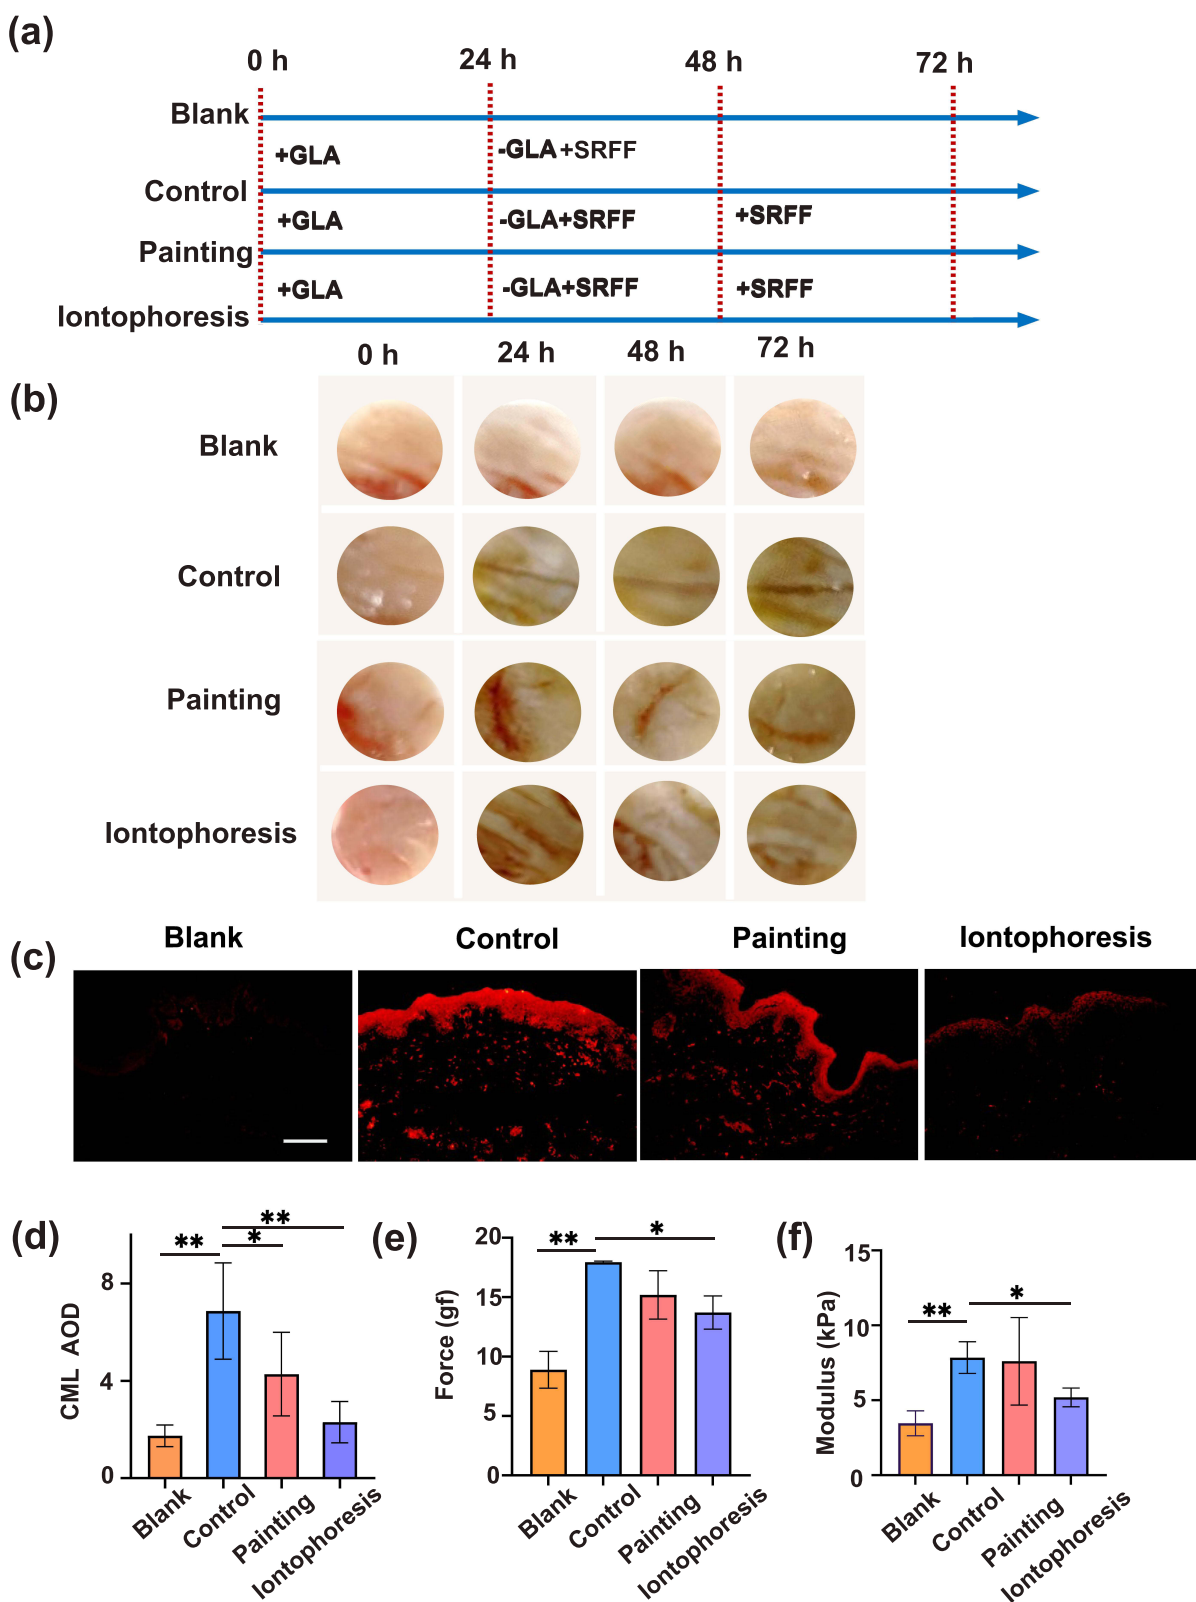 (a)
0 h 24 h 48 h 72 h
Blank
+GLA -GLA +SRFF
Control
+GLA -GLA+SRFF +SRFF
Painting
+GLA -GLA+SRFF +SRFF
Iontophoresis
0 h 24 h 48 h 72 h
(b)
Blank
Control
Painting
Iontophoresis
(c)
Blank Control Painting Iontophoresis
(d)
CML AOD
8
4
0
** * **
Blank Control Painting Iontophoresis
(e)
Force (gf)
20
15
10
5
0
** *
Blank Control Painting Iontophoresis
(f)
Modulus (kPa)
15
10
5
0
** *
Blank Control Painting Iontophoresis